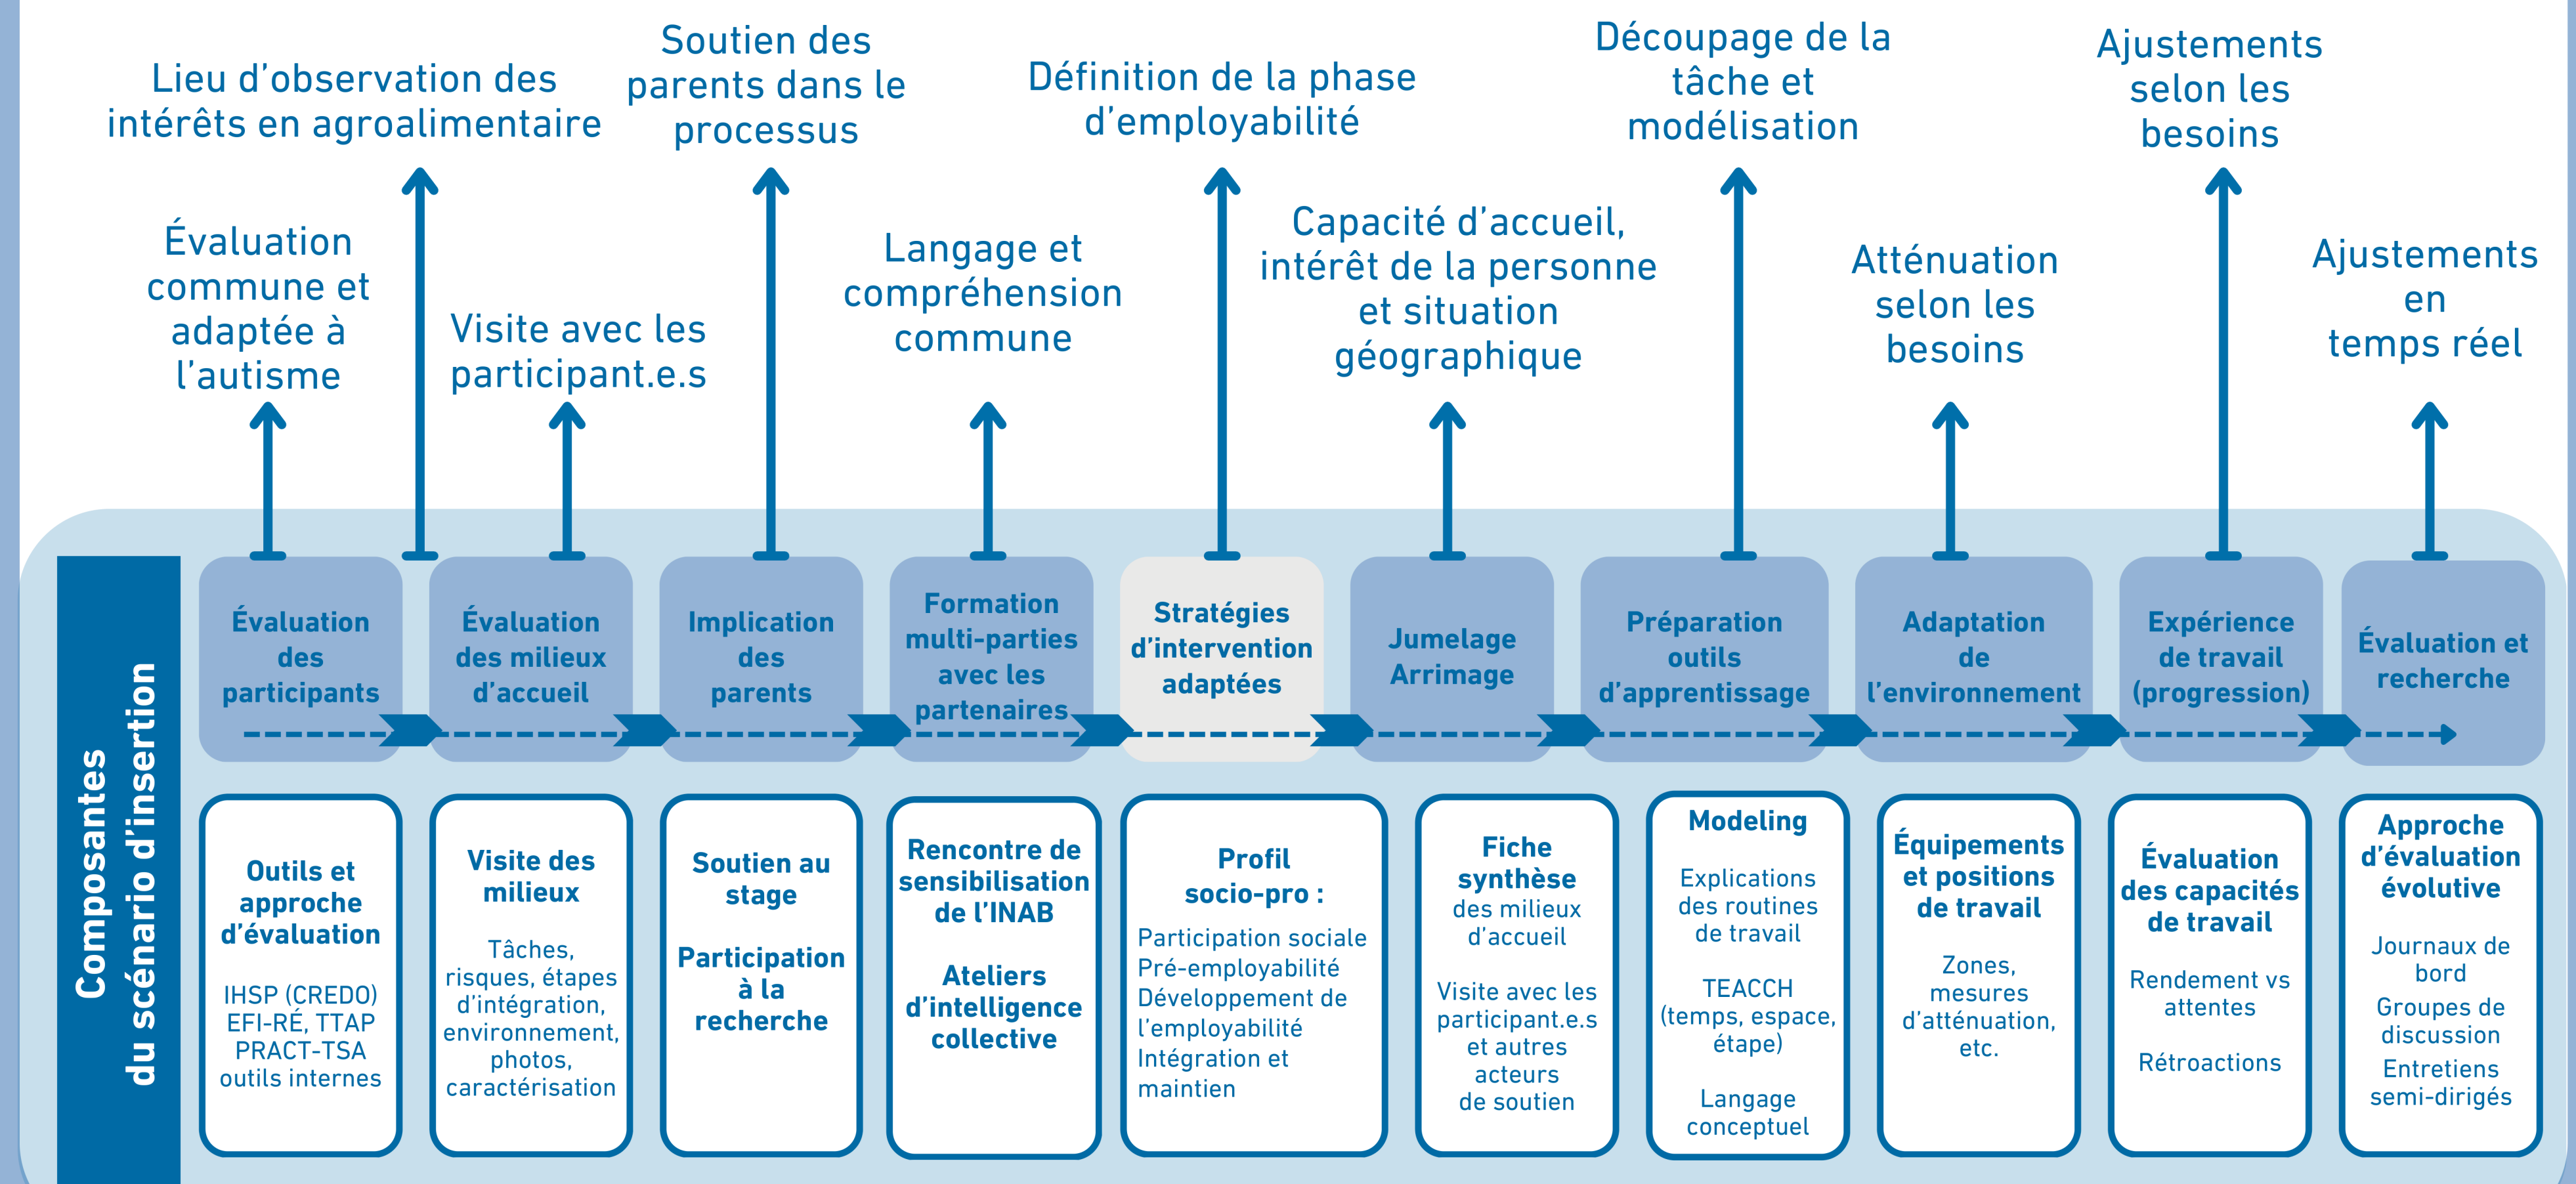 Lieu d'observation des
intérêts en agroalimentaire
Soutien des
parents dans le
processus
Définition de la phase
d'employabilité
Découpage de la
tâche et
modélisation
Ajustements
selon les
besoins
Évaluation
commune et
adaptée à
l'autisme
Visite avec les
participant.e.s
Langage et
compréhension
commune
Capacité d'accueil,
intérêt de la personne
et situation
géographique
Atténuation
selon les
besoins
Ajustements
en
temps réel
Composantes
du scénario d'insertion
Évaluation
des
participants
Évaluation
des milieux
d'accueil
Implication
des
parents
Formation
multi-parties
avec les
partenaires
Stratégies
d'intervention
adaptées
Jumelage
Arrimage
Préparation
outils
d'apprentissage
Adaptation
de
l'environnement
Expérience
de travail
(progression)
Évaluation et
recherche
Outils et
approche
d'évaluation
IHSP (CREDO)
EFI-RÉ, TTAP
PRACT-TSA
outils internes
Visite des
milieux
Tâches,
risques, étapes
d'intégration,
environnement,
photos,
caractérisation
Soutien au
stage
Participation
à la
recherche
Rencontre de
sensibilisation
de l'INAB
Ateliers
d'intelligence
collective
Profil
socio-pro :
Participation sociale
Pré-employabilité
Développement de
l'employabilité
Intégration et
maintien
Fiche
synthèse
des milieux
d'accueil
Visite avec les
participant.e.s
et autres
acteurs
de soutien
Modeling
Explications
des routines
de travail
TEACCH
(temps, espace,
étape)
Langage
conceptuel
Équipements
et positions
de travail
Zones,
mesures
d'atténuation,
etc.
Évaluation
des capacités
de travail
Rendement vs
attentes
Rétroactions
Approche
d'évaluation
évolutive
Journaux de
bord
Groupes de
discussion
Entretiens
semi-dirigés